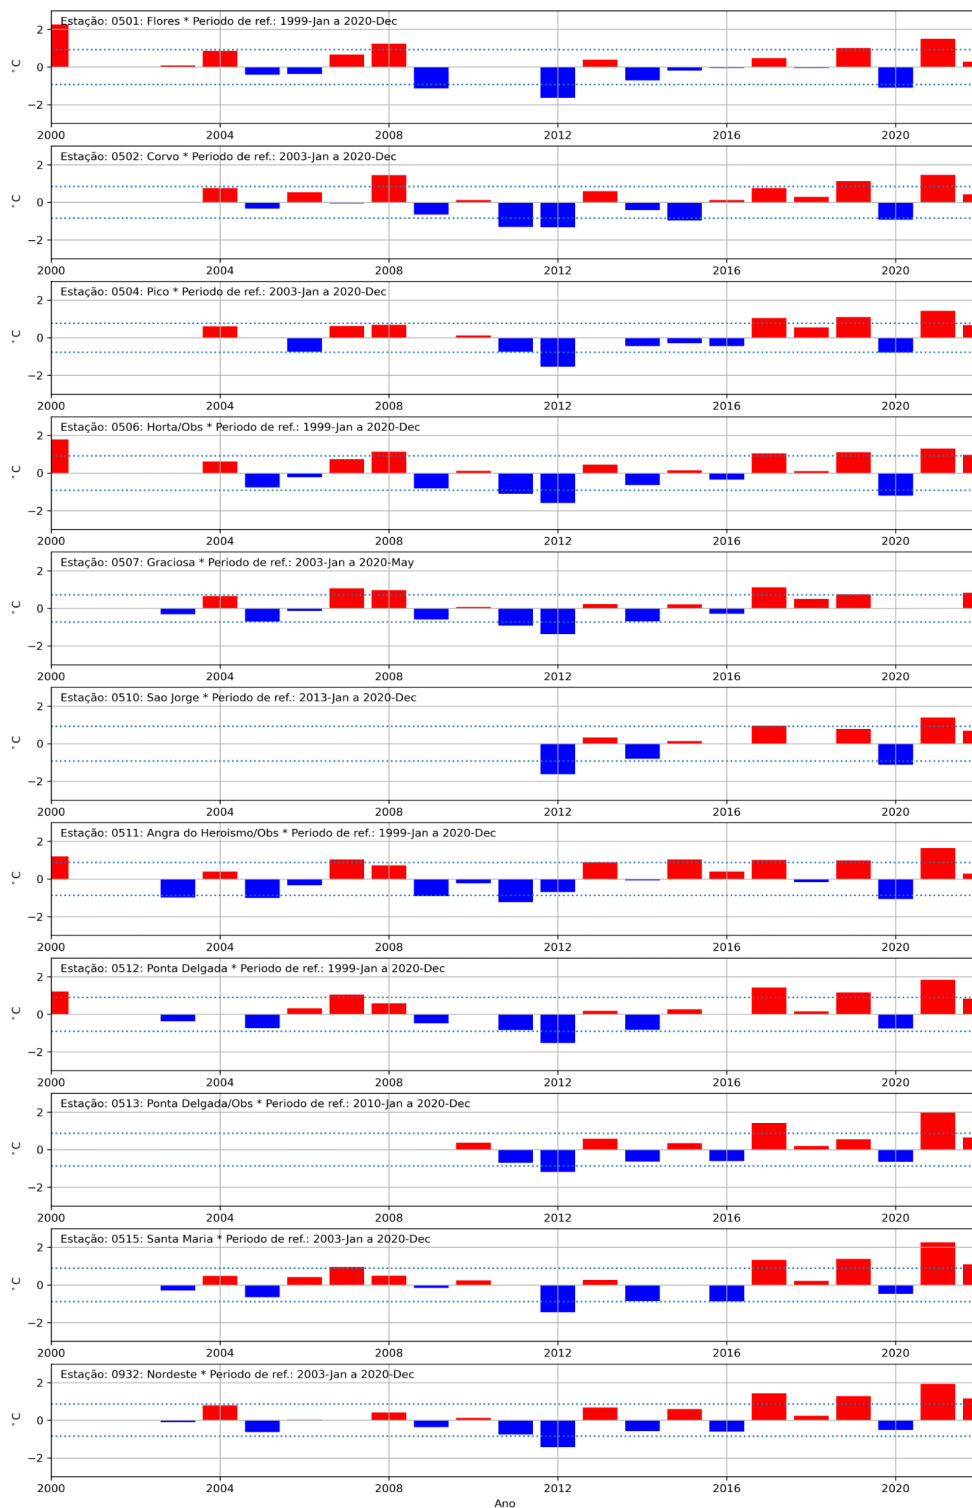 Estação: 0501: Flores * Periodo de ref.: 1999-Jan a 2020-Dec
2
0
−2
°C
2000 2004 2008 2012 2016 2020
Estação: 0502: Corvo * Periodo de ref.: 2003-Jan a 2020-Dec
2
0
−2
°C
2000 2004 2008 2012 2016 2020
Estação: 0504: Pico * Periodo de ref.: 2003-Jan a 2020-Dec
2
0
−2
°C
2000 2004 2008 2012 2016 2020
Estação: 0506: Horta/Obs * Periodo de ref.: 1999-Jan a 2020-Dec
2
0
−2
°C
2000 2004 2008 2012 2016 2020
Estação: 0507: Graciosa * Periodo de ref.: 2003-Jan a 2020-May
2
0
−2
°C
2000 2004 2008 2012 2016 2020
Estação: 0510: Sao Jorge * Periodo de ref.: 2013-Jan a 2020-Dec
2
0
−2
°C
2000 2004 2008 2012 2016 2020
Estação: 0511: Angra do Heroismo/Obs * Periodo de ref.: 1999-Jan a 2020-Dec
2
0
−2
°C
2000 2004 2008 2012 2016 2020
Estação: 0512: Ponta Delgada * Periodo de ref.: 1999-Jan a 2020-Dec
2
0
−2
°C
2000 2004 2008 2012 2016 2020
Estação: 0513: Ponta Delgada/Obs * Periodo de ref.: 2010-Jan a 2020-Dec
2
0
−2
°C
2000 2004 2008 2012 2016 2020
Estação: 0515: Santa Maria * Periodo de ref.: 2003-Jan a 2020-Dec
2
0
−2
°C
2000 2004 2008 2012 2016 2020
Estação: 0932: Nordeste * Periodo de ref.: 2003-Jan a 2020-Dec
2
0
−2
°C
2000 2004 2008 2012 2016 2020
Ano